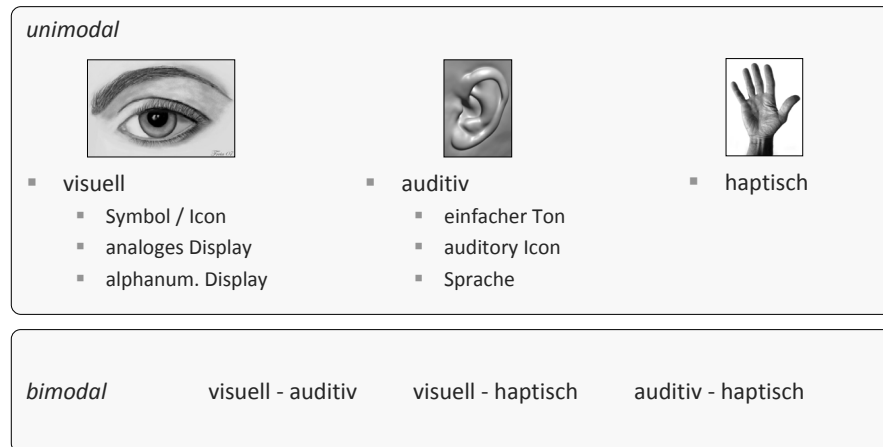 unimodal
visuell
Symbol / Icon
analoges Display
alphanum. Display
auditiv
einfacher Ton
auditory Icon
Sprache
haptisch
bimodal visuell - auditiv visuell - haptisch auditiv - haptisch